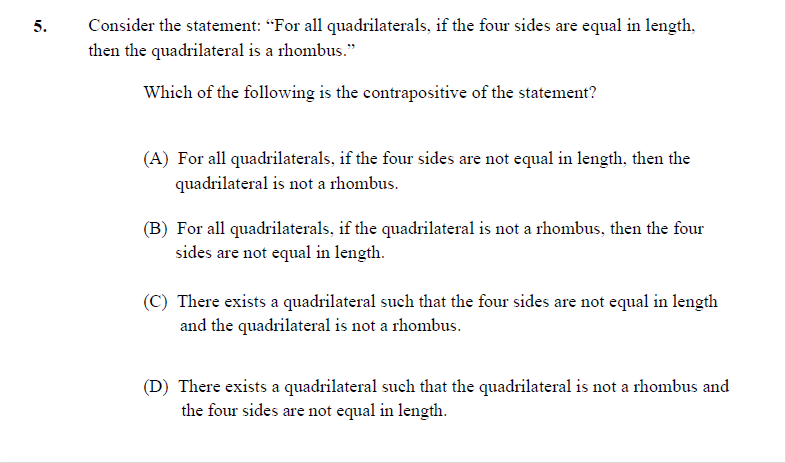 5. Consider the statement: “For all quadrilaterals, if the four sides are equal in length,
then the quadrilateral is a rhombus.”
Which of the following is the contrapositive of the statement?
(A) For all quadrilaterals, if the four sides are not equal in length, then the
quadrilateral is not a rhombus.
(B) For all quadrilaterals, if the quadrilateral is not a rhombus, then the four
sides are not equal in length.
(C) There exists a quadrilateral such that the four sides are not equal in length
and the quadrilateral is not a rhombus.
(D) There exists a quadrilateral such that the quadrilateral is not a rhombus and
the four sides are not equal in length.